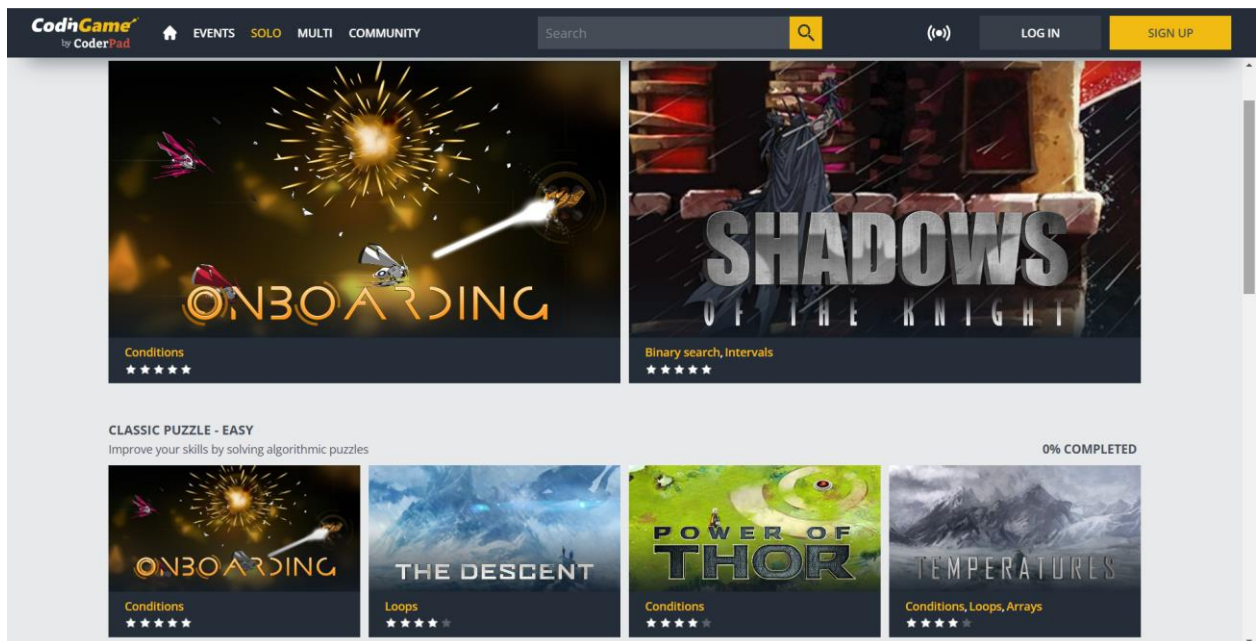 CodinGame
by CoderPad
EVENTS SOLO MULTI COMMUNITY
Search
LOG IN
SIGN UP
ONBOARDING
SHADOWS
OF THE KNIGHT
Conditions
Binary search, Intervals
CLASSIC PUZZLE - EASY
Improve your skills by solving algorithmic puzzles
0% COMPLETED
ONBOARDING
THE DESCENT
POWER OF
THOR
TEMPERATURES
Conditions
Loops
Conditions
Conditions, Loops, Arrays